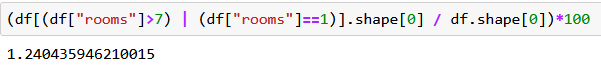 (df[(df["rooms"]>7) | (df["rooms"]==1)].shape[0] / df.shape[0])*100
1.240435946210015